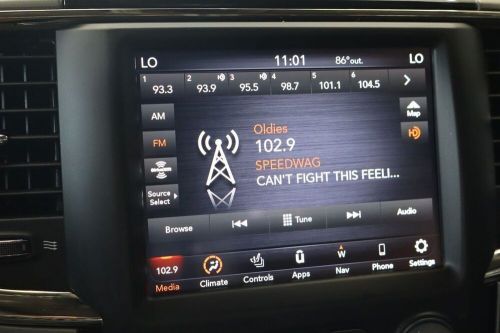 LO 11:01 86°out. LO
1 2 3 4 5 6
93.3 93.9 95.5 98.7 101.1 104.5
AM
FM
Source
Select
Oldies
102.9
SPEEDWAG
CAN'T FIGHT THIS FEELI...
Map
Browse Tune Audio
102.9
Media Climate Controls Apps W Nav Phone Settings